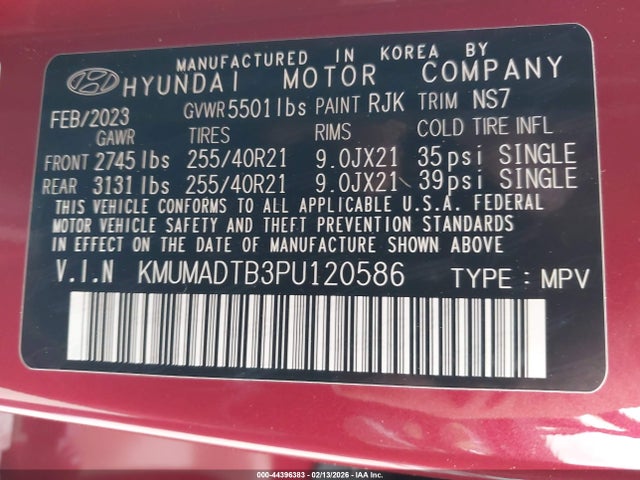 MANUFACTURED IN KOREA BY
HYUNDAI MOTOR COMPANY
FEB/2023 GVWR 5501 lbs PAINT RJK TRIM NS7
GAWR TIRES RIMS COLD TIRE INFL
FRONT 2745 lbs 255/40R21 9.0JX21 35psi SINGLE
REAR 3131 lbs 255/40R21 9.0JX21 39psi SINGLE
THIS VEHICLE CONFORMS TO ALL APPLICABLE U.S.A. FEDERAL
MOTOR VEHICLE SAFETY AND THEFT PREVENTION STANDARDS
IN EFFECT ON THE DATE OF MANUFACTURE SHOWN ABOVE.
V.I.N KMUMADTB3PU120586 TYPE : MPV
000-44396383 | 02/13/2026 | COPART/IAA